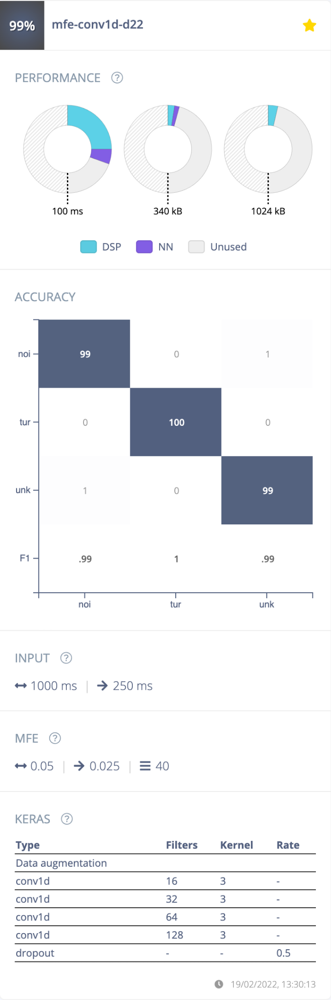 99% mfe-conv1d-d22
PERFORMANCE ?
100 ms 340 kB 1024 kB
DSP NN Unused
ACCURACY
noi 99 0 1
tur 0 100 0
unk 1 0 99
F1 .99 1 .99
noi tur unk
INPUT ?
1000 ms | 250 ms
MFE ?
0.05 | 0.025 | 40
KERAS ?
Type Filters Kernel Rate
Data augmentation
conv1d 16 3 -
conv1d 32 3 -
conv1d 64 3 -
conv1d 128 3 -
dropout - - 0.5
19/02/2022, 13:30:13